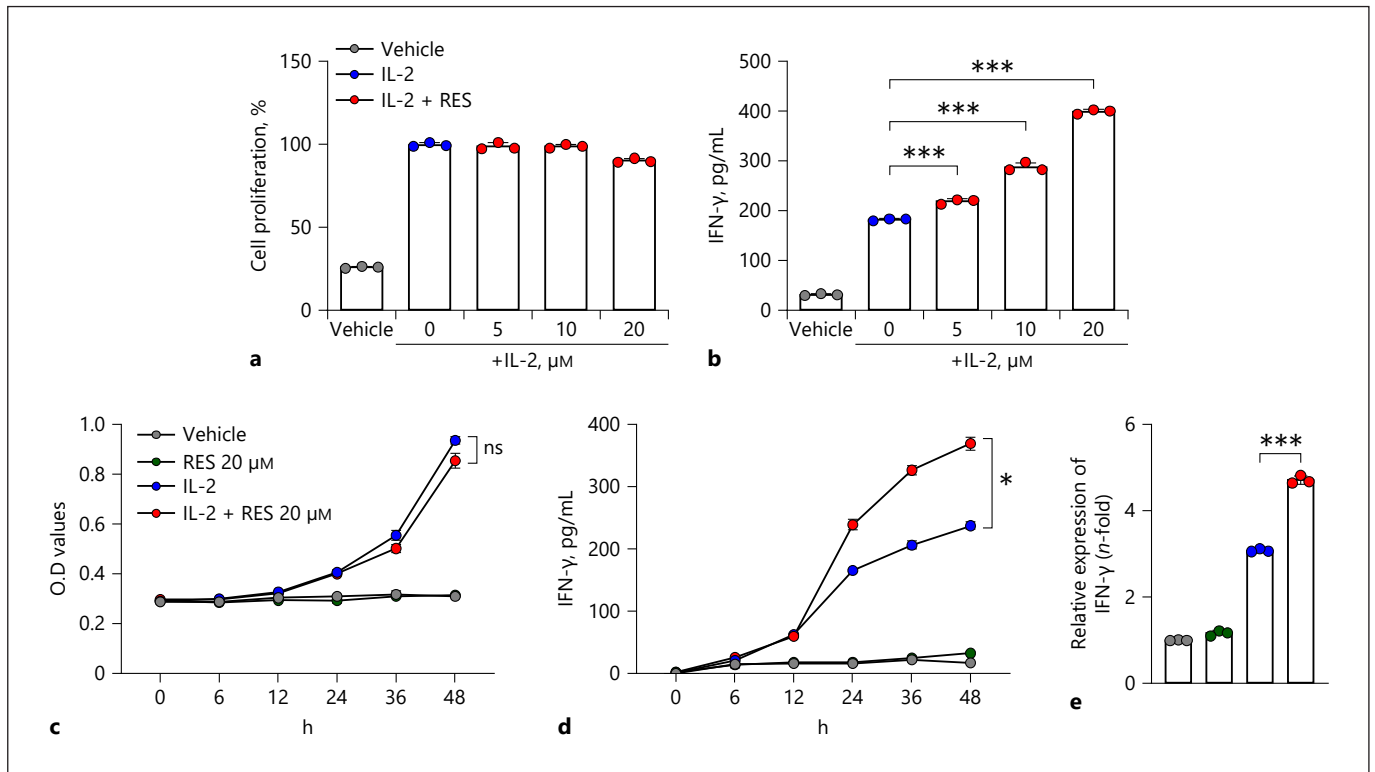 Vehicle
IL-2
IL-2 + RES
Cell proliferation, %
150
100
50
0
Vehicle 0 5 10 20
+IL-2, μM
a
IFN-γ, pg/mL
500
400
300
200
100
0
***
***
***
Vehicle 0 5 10 20
+IL-2, μM
b
Vehicle
RES 20 μM
IL-2
IL-2 + RES 20 μM
O.D values
1.0
0.8
0.6
0.4
0.2
0
ns
0 6 12 24 36 48
h
c
IFN-γ, pg/mL
400
300
200
100
0
*
0 6 12 24 36 48
h
d
Relative expression of
IFN-γ (n-fold)
6
4
2
0
***
e